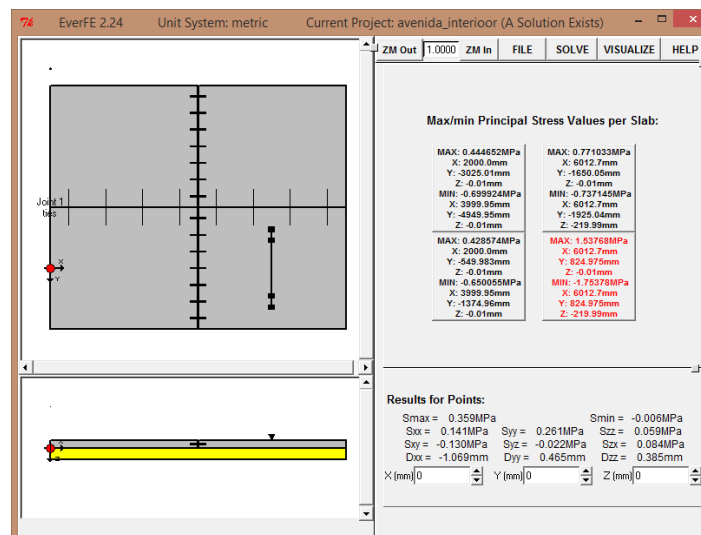 EverFE 2.24 Unit System: metric Current Project: avenida_interioor (A Solution Exists)
ZM Out 1.0000 ZM In FILE SOLVE VISUALIZE HELP
Max/min Principal Stress Values per Slab:
MAX: 0.444652MPa
X: 2000.0mm
Y: -3025.01mm
Z: -0.01mm
MIN: -0.699924MPa
X: 3999.95mm
Y: -4949.95mm
Z: -0.01mm
MAX: 0.771033MPa
X: 6012.7mm
Y: -1650.05mm
Z: -0.01mm
MIN: -0.737145MPa
X: 6012.7mm
Y: -1925.04mm
Z: -219.99mm
MAX: 0.428574MPa
X: 2000.0mm
Y: -549.983mm
Z: -0.01mm
MIN: -0.650055MPa
X: 3999.95mm
Y: -1374.96mm
Z: -0.01mm
MAX: 1.53768MPa
X: 6012.7mm
Y: 824.975mm
Z: -0.01mm
MIN: -1.75378MPa
X: 6012.7mm
Y: 824.975mm
Z: -219.99mm
Joint 1
ties
X
Y
X
Z
Results for Points:
Smax = 0.359MPa Smin = -0.006MPa
Sxx = 0.141MPa Syy = 0.261MPa Szz = 0.059MPa
Sxy = -0.130MPa Syz = -0.022MPa Szx = 0.084MPa
Dxx = -1.069mm Dyy = 0.465mm Dzz = 0.385mm
X (mm) 0 Y (mm) 0 Z (mm) 0